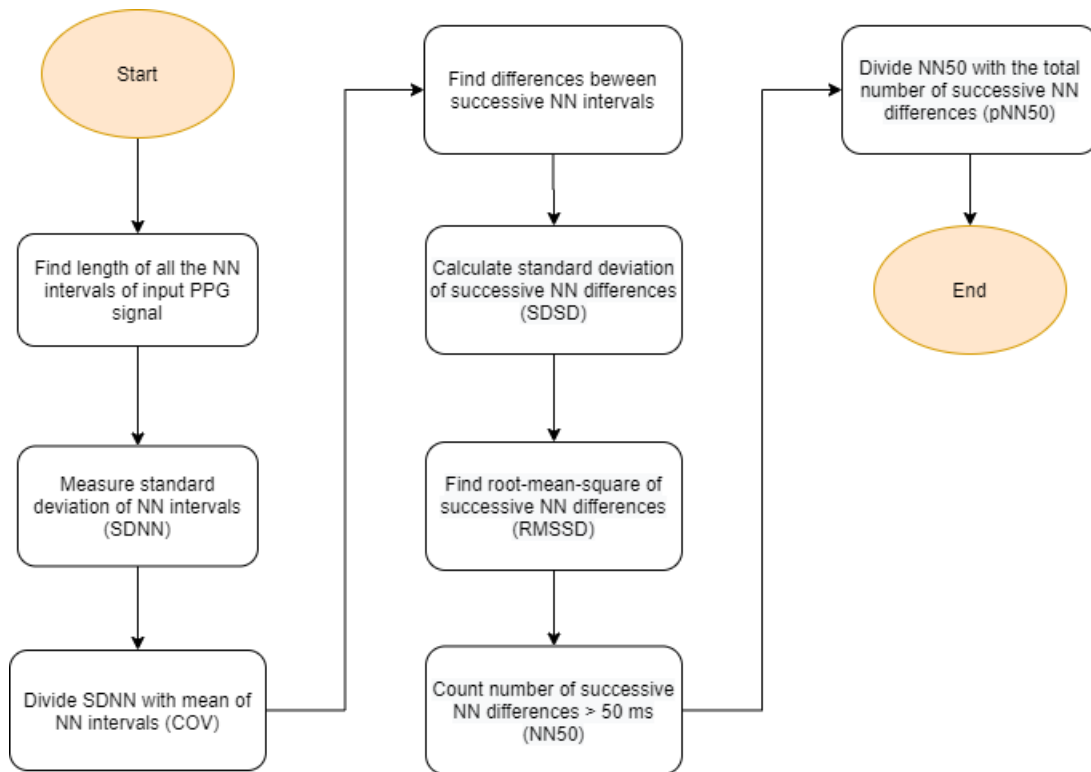 Start
Find length of all the NN
intervals of input PPG
signal
Measure standard
deviation of NN intervals
(SDNN)
Divide SDNN with mean of
NN intervals (COV)
Find differences beween
successive NN intervals
Calculate standard deviation
of successive NN differences
(SDSD)
Find root-mean-square of
successive NN differences
(RMSSD)
Count number of successive
NN differences > 50 ms
(NN50)
Divide NN50 with the total
number of successive NN
differences (pNN50)
End